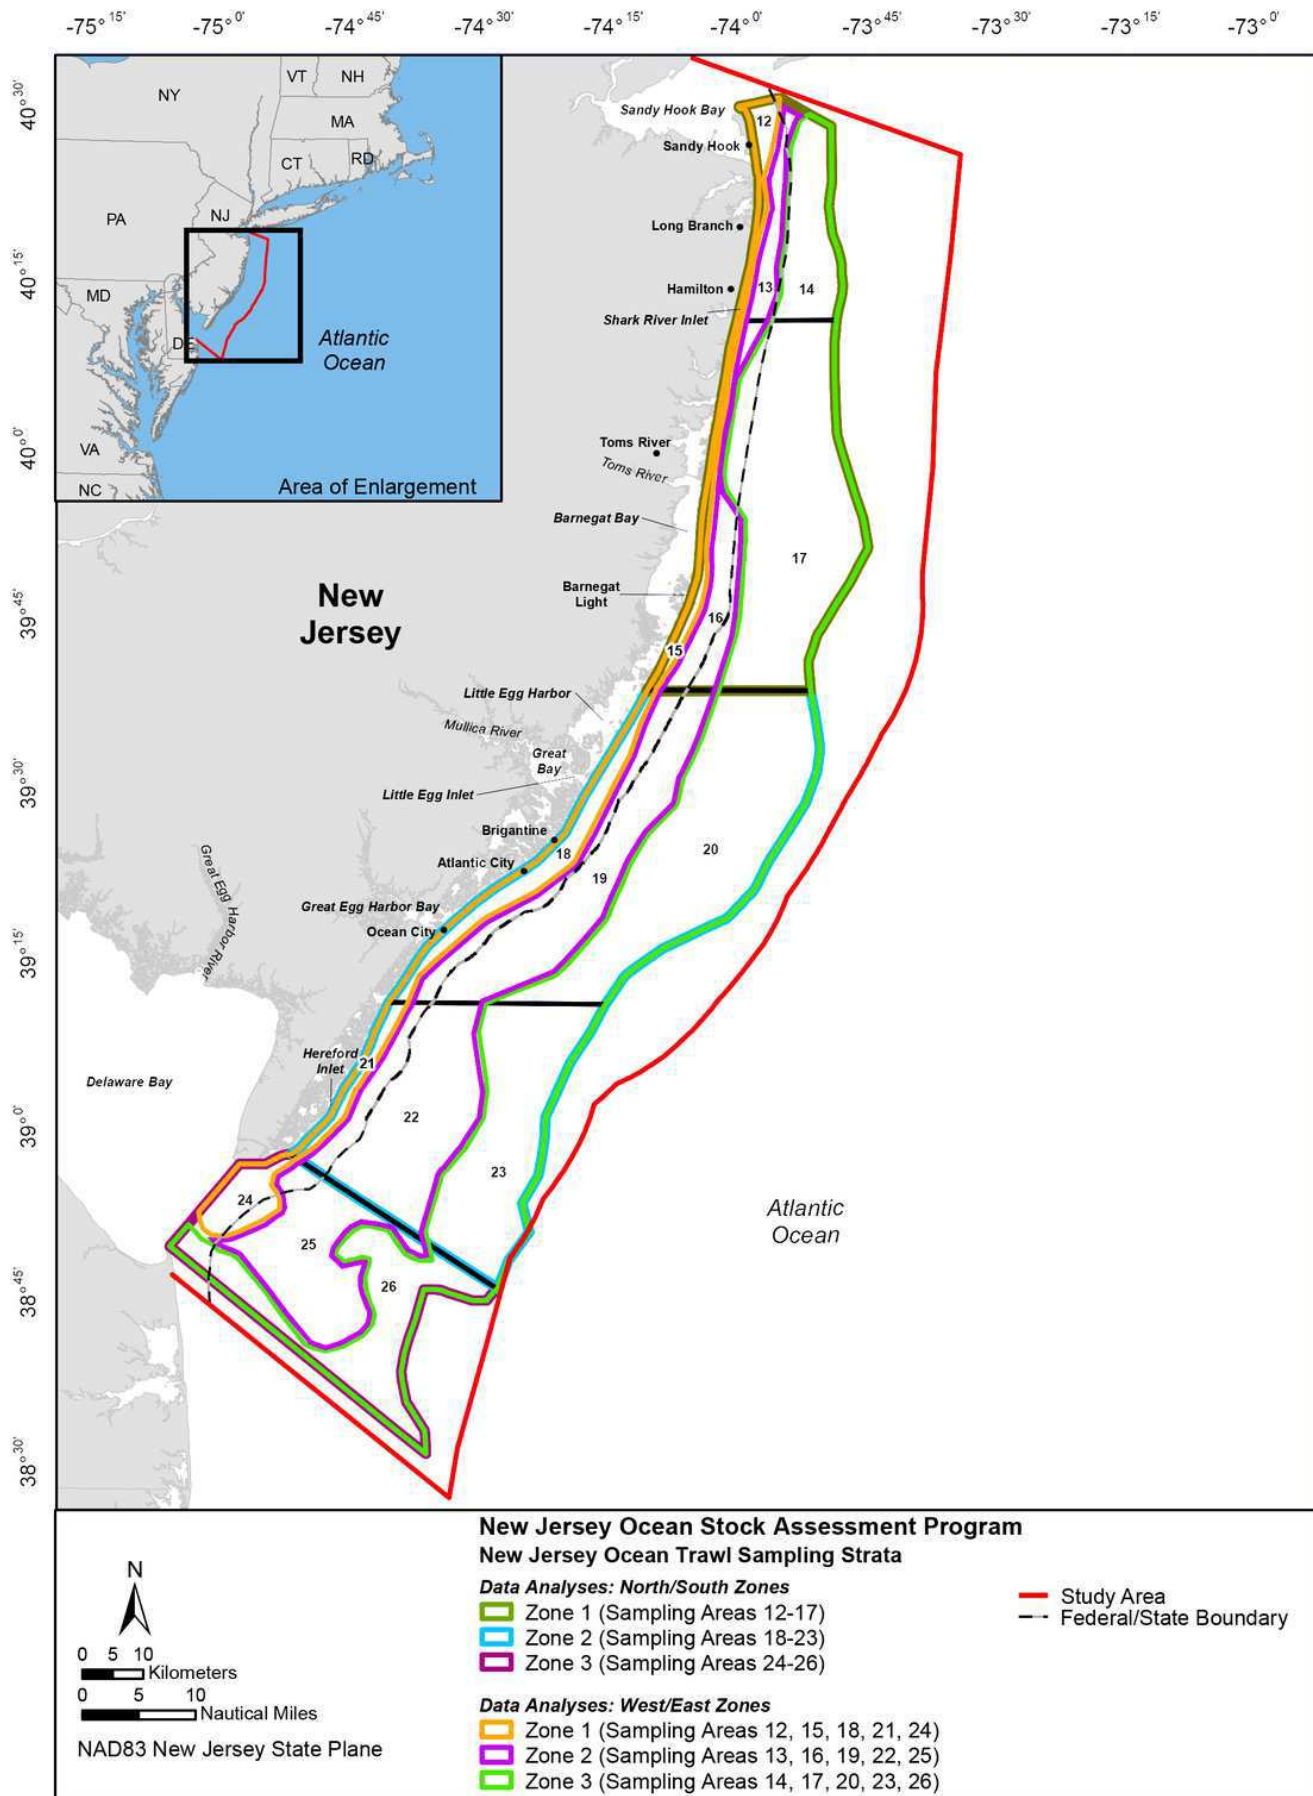 -75°15' -75°0' -74°45' -74°30' -74°15' -74°0' -73°45' -73°30' -73°15' -73°0'
40°30'
40°15'
40°0'
39°45'
39°30'
39°15'
39°0'
38°45'
38°30'
NY
VT
NH
MA
CT
RD
PA
NJ
MD
DE
VA
NC
Atlantic
Ocean
Area of Enlargement
Sandy Hook Bay
12
Sandy Hook
Long Branch
Hamilton
13
14
Shark River Inlet
Toms River
Toms River
Barnegat Bay
17
New
Jersey
Barnegat
Light
16
15
Little Egg Harbor
Mullica River
Great
Bay
Little Egg Inlet
Brigantine
18
20
Atlantic City
19
Great Egg Harbor River
Great Egg Harbor Bay
Ocean City
Hereford
Inlet
21
Delaware Bay
22
23
24
Atlantic
Ocean
25
26
New Jersey Ocean Stock Assessment Program
New Jersey Ocean Trawl Sampling Strata
Data Analyses: North/South Zones
Zone 1 (Sampling Areas 12-17)
Zone 2 (Sampling Areas 18-23)
Zone 3 (Sampling Areas 24-26)
Data Analyses: West/East Zones
Zone 1 (Sampling Areas 12, 15, 18, 21, 24)
Zone 2 (Sampling Areas 13, 16, 19, 22, 25)
Zone 3 (Sampling Areas 14, 17, 20, 23, 26)
Study Area
Federal/State Boundary
N
0 5 10
Kilometers
0 5 10
Nautical Miles
NAD83 New Jersey State Plane